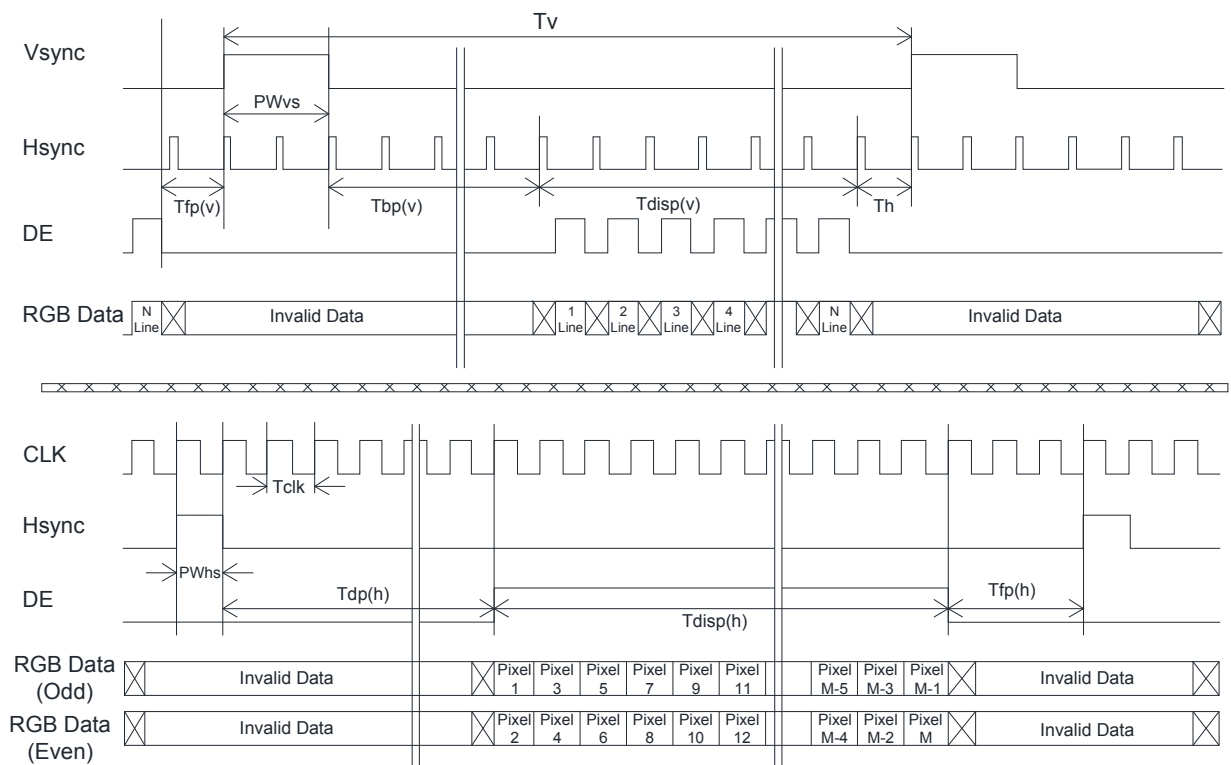 Tv
Vsync
PWvs
Hsync
Tfp(v) Tbp(v) Tdisp(v) Th
DE
RGB Data N Line Invalid Data 1 Line 2 Line 3 Line 4 Line N Line Invalid Data
CLK
Tclk
Hsync
PWhs
DE Tdp(h) Tdisp(h) Tfp(h)
RGB Data (Odd) Invalid Data Pixel 1 Pixel 3 Pixel 5 Pixel 7 Pixel 9 Pixel 11 Pixel M-5 Pixel M-3 Pixel M-1 Invalid Data
RGB Data (Even) Invalid Data Pixel 2 Pixel 4 Pixel 6 Pixel 8 Pixel 10 Pixel 12 Pixel M-4 Pixel M-2 Pixel M Invalid Data